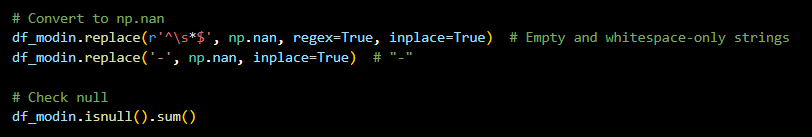 # Convert to np.nan
df_modin.replace(r'^\s*$', np.nan, regex=True, inplace=True)  # Empty and whitespace-only strings
df_modin.replace('-', np.nan, inplace=True)  # "-"
# Check null
df_modin.isnull().sum()